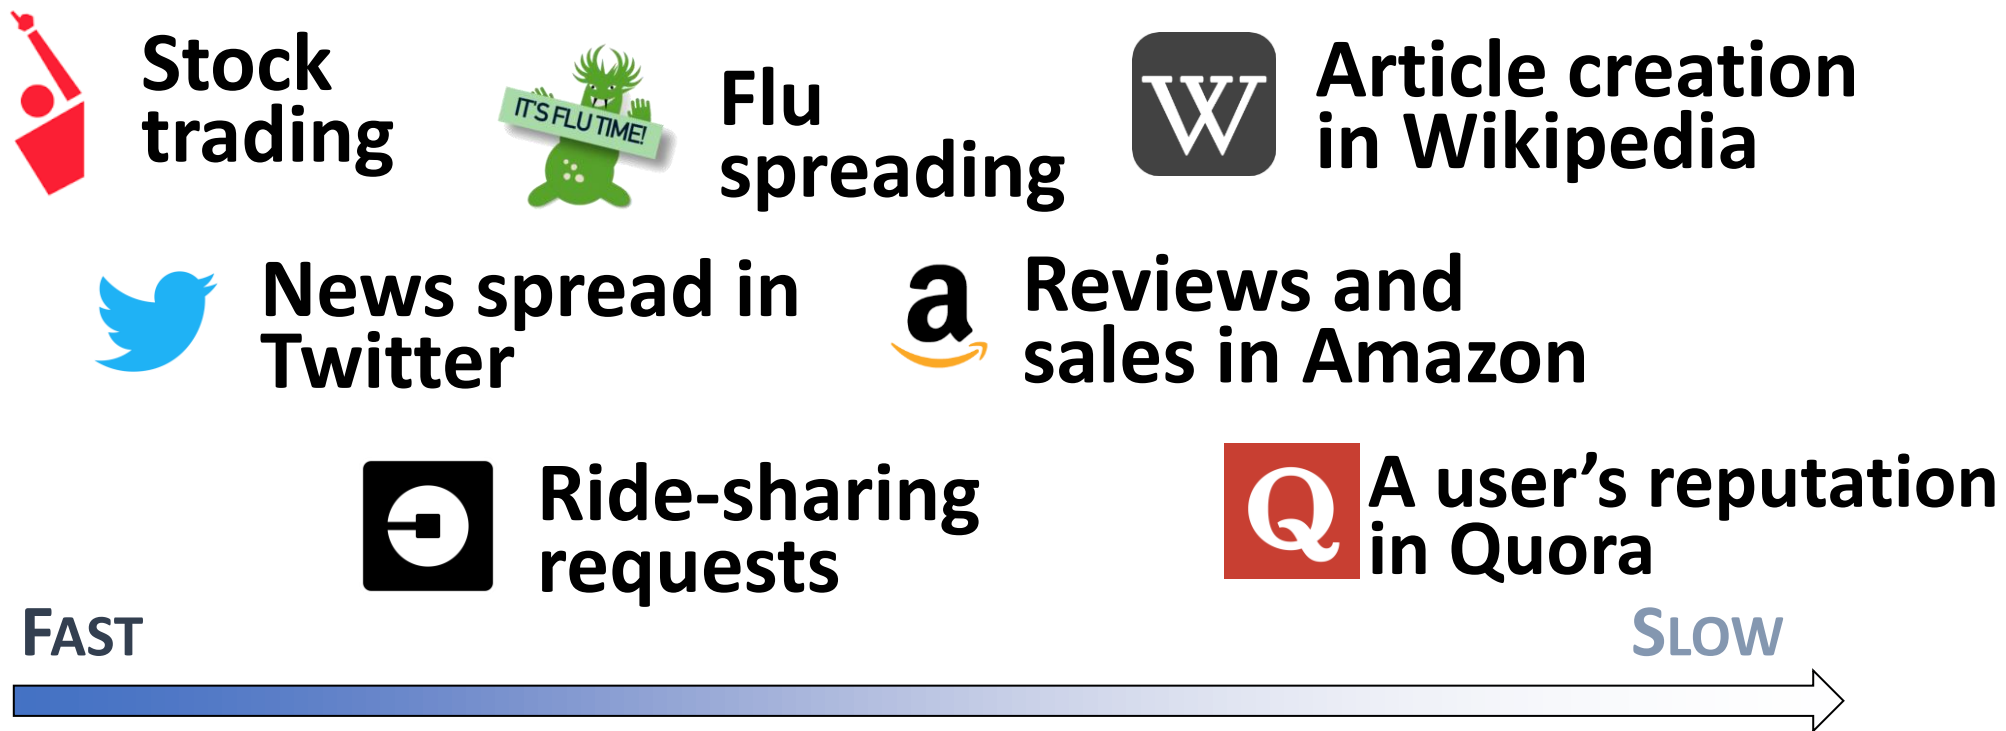 Stock
trading
IT'S FLU TIME!
Flu
spreading
W
Article creation
in Wikipedia
News spread in
Twitter
a
Reviews and
sales in Amazon
Ride-sharing
requests
Q
A user’s reputation
in Quora
FAST
SLOW